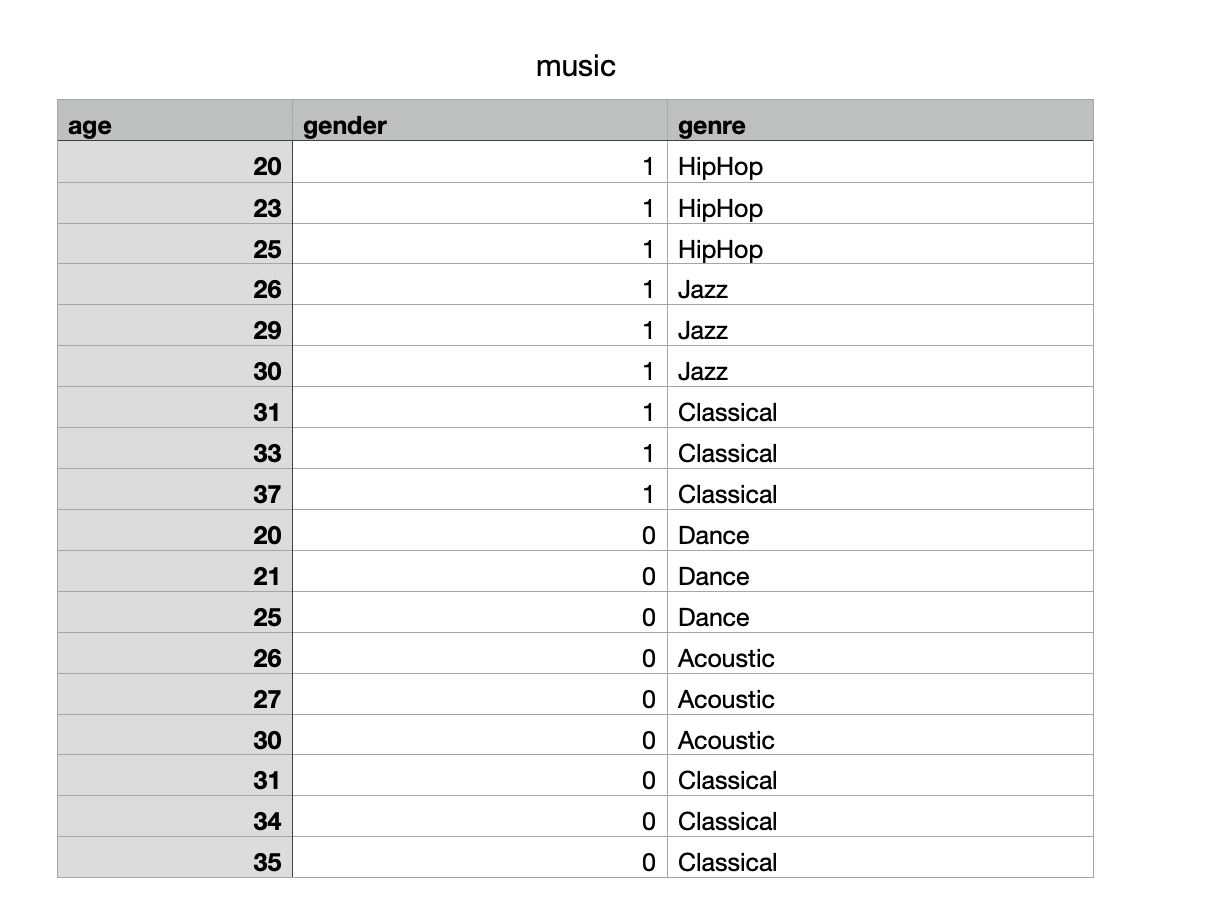 music
age gender genre
20 1 HipHop
23 1 HipHop
25 1 HipHop
26 1 Jazz
29 1 Jazz
30 1 Jazz
31 1 Classical
33 1 Classical
37 1 Classical
20 0 Dance
21 0 Dance
25 0 Dance
26 0 Acoustic
27 0 Acoustic
30 0 Acoustic
31 0 Classical
34 0 Classical
35 0 Classical